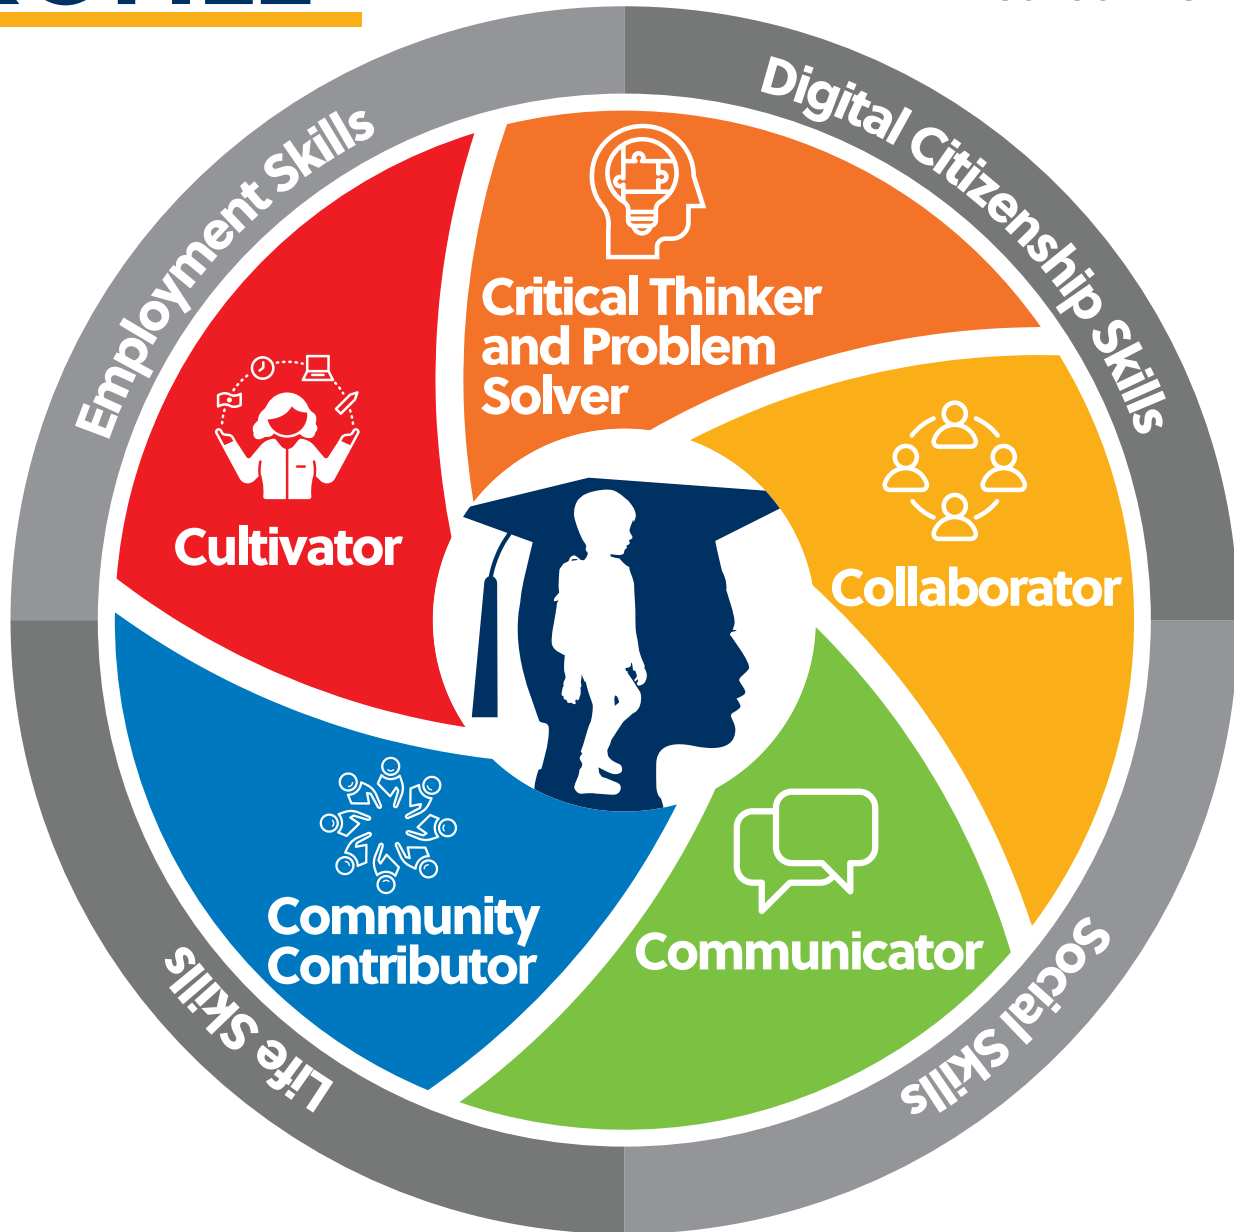 Employment Skills
Digital Citizenship Skills
Critical Thinker
and Problem
Solver
Cultivator
Collaborator
Community
Contributor
Communicator
Life Skills
Social Skills